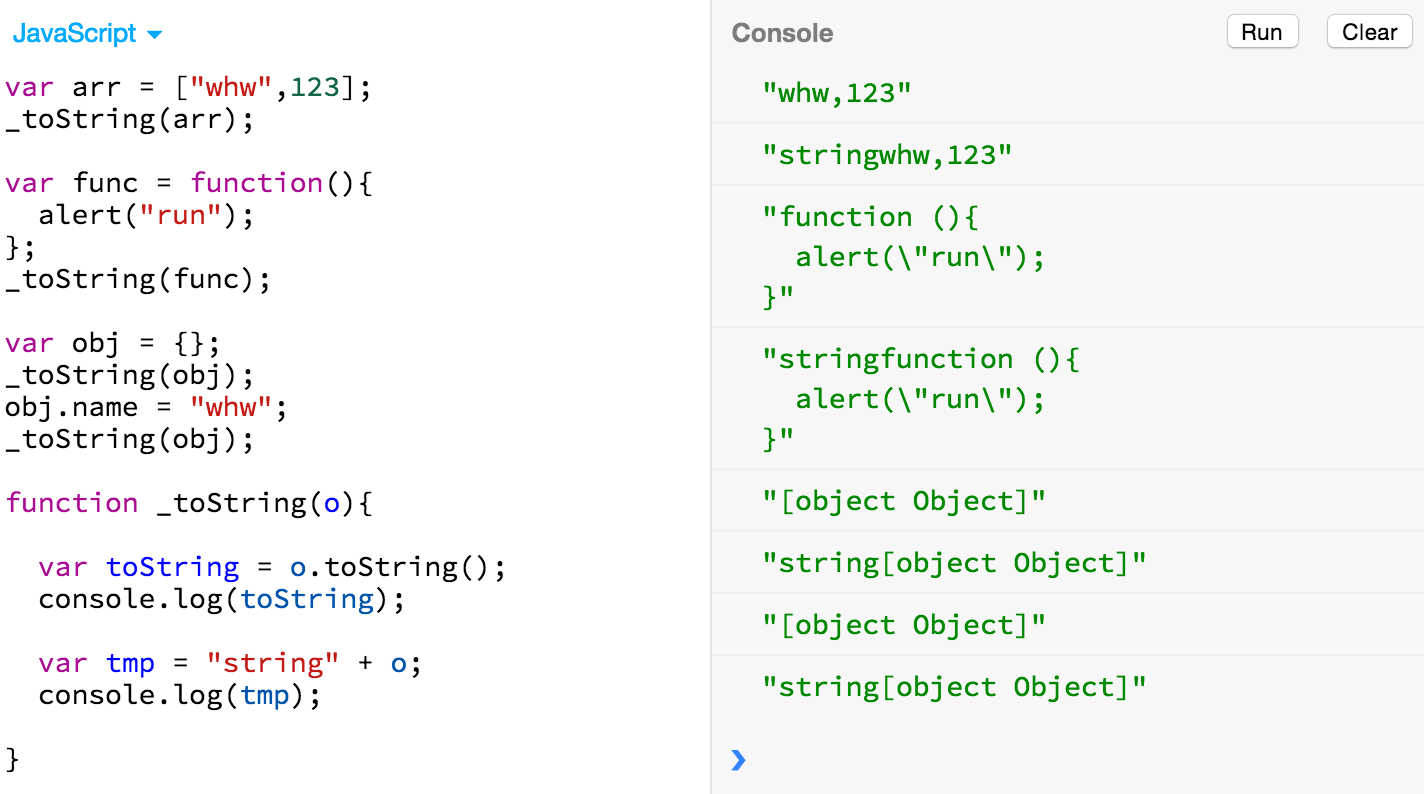 JavaScript
var arr = ["whw",123];
_toString(arr);
var func = function(){
  alert("run");
};
_toString(func);
var obj = {};
_toString(obj);
obj.name = "whw";
_toString(obj);
function _toString(o){
  var toString = o.toString();
  console.log(toString);
  var tmp = "string" + o;
  console.log(tmp);
}
Console
Run
Clear
"whw,123"
"stringwhw,123"
"function (){
  alert(\"run\");
}"
"stringfunction (){
  alert(\"run\");
}"
"[object Object]"
"string[object Object]"
"[object Object]"
"string[object Object]"